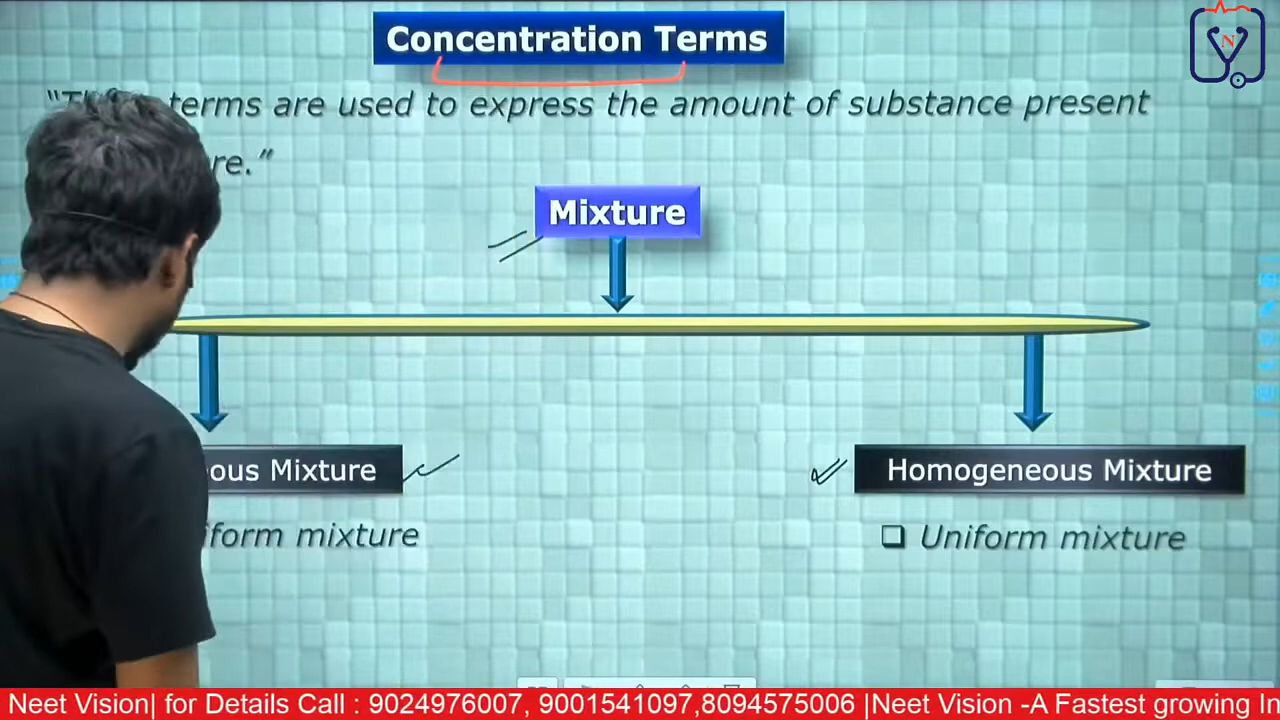 Concentration Terms
terms are used to express the amount of substance present
re.”
Mixture
ous Mixture
Homogeneous Mixture
iform mixture
❑ Uniform mixture
N
Neet Vision| for Details Call : 9024976007, 9001541097,8094575006 |Neet Vision -A Fastest growing In